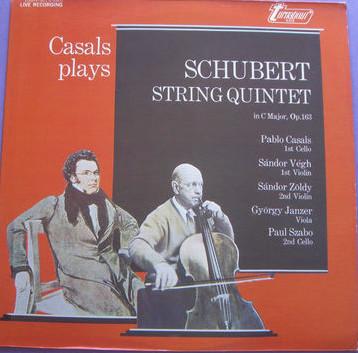 LIVE RECORDING
Turnabout
Casals
plays
SCHUBERT
STRING QUINTET
in C Major, Op.163
Pablo Casals
1st Cello
Sándor Végh
1st Violin
Sándor Zöldy
2nd Violin
György Janzer
Viola
Paul Szabo
2nd Cello